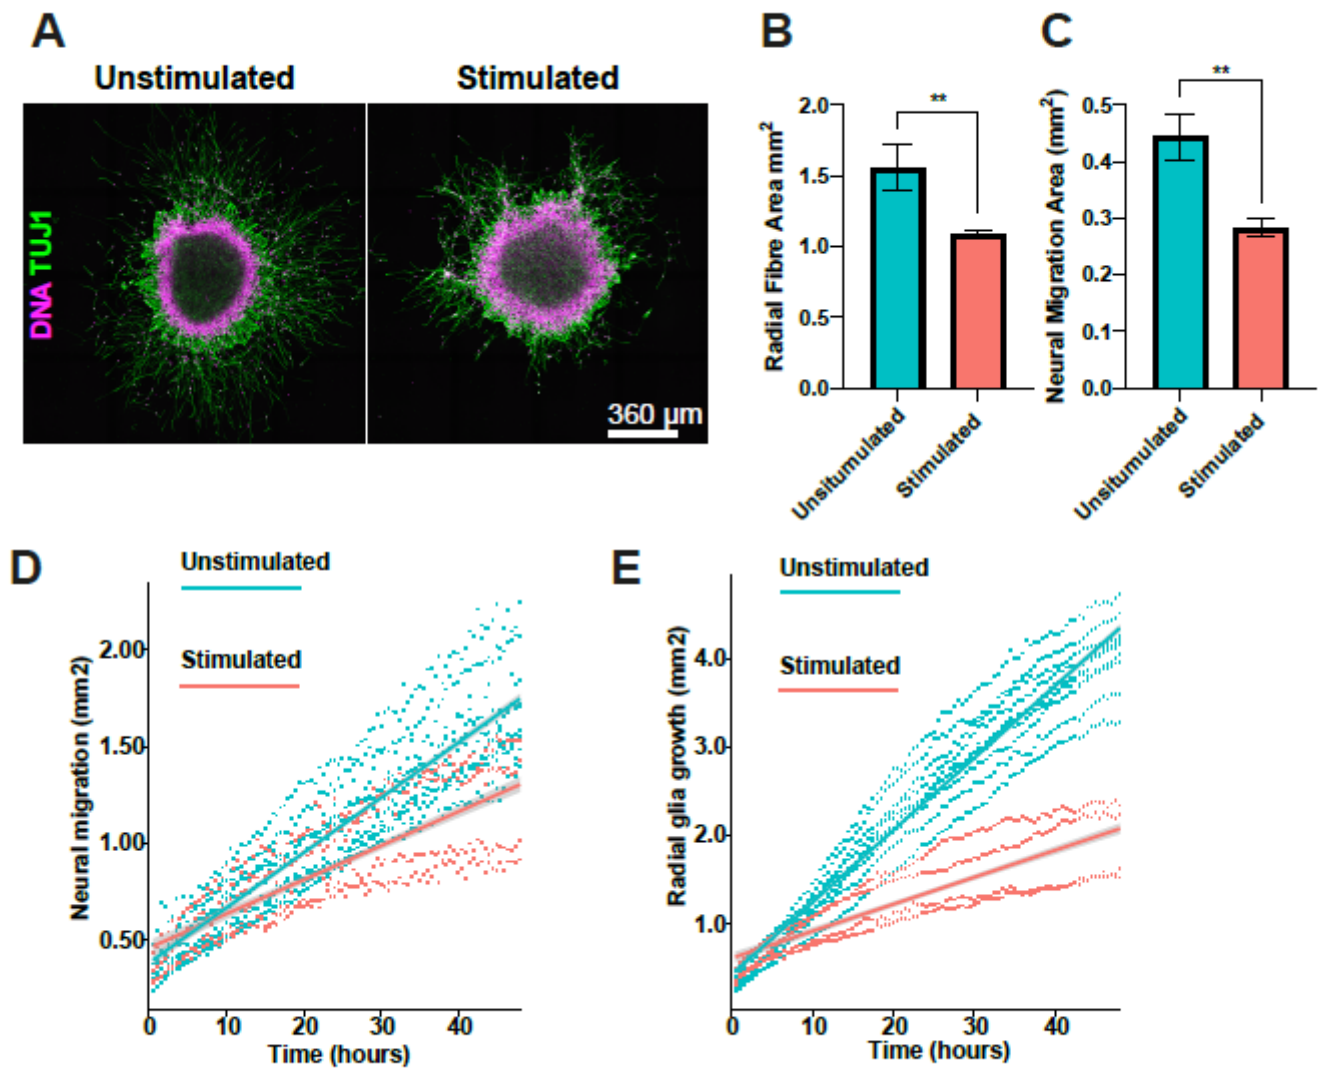 A
Unstimulated
Stimulated
DNA TUJ1
360 µm
B
Radial Fibre Area mm²
2.0
1.5
1.0
0.5
0.0
**
Unsitumulated
Stimulated
C
Neural Migration Area (mm²)
0.5
0.4
0.3
0.2
0.1
0.0
**
Unsitumulated
Stimulated
D
Unstimulated
Stimulated
Neural migration (mm2)
2.00
1.50
1.00
0.50
0
10
20
30
40
Time (hours)
E
Unstimulated
Stimulated
Radial glia growth (mm2)
4.0
3.0
2.0
1.0
0
10
20
30
40
Time (hours)